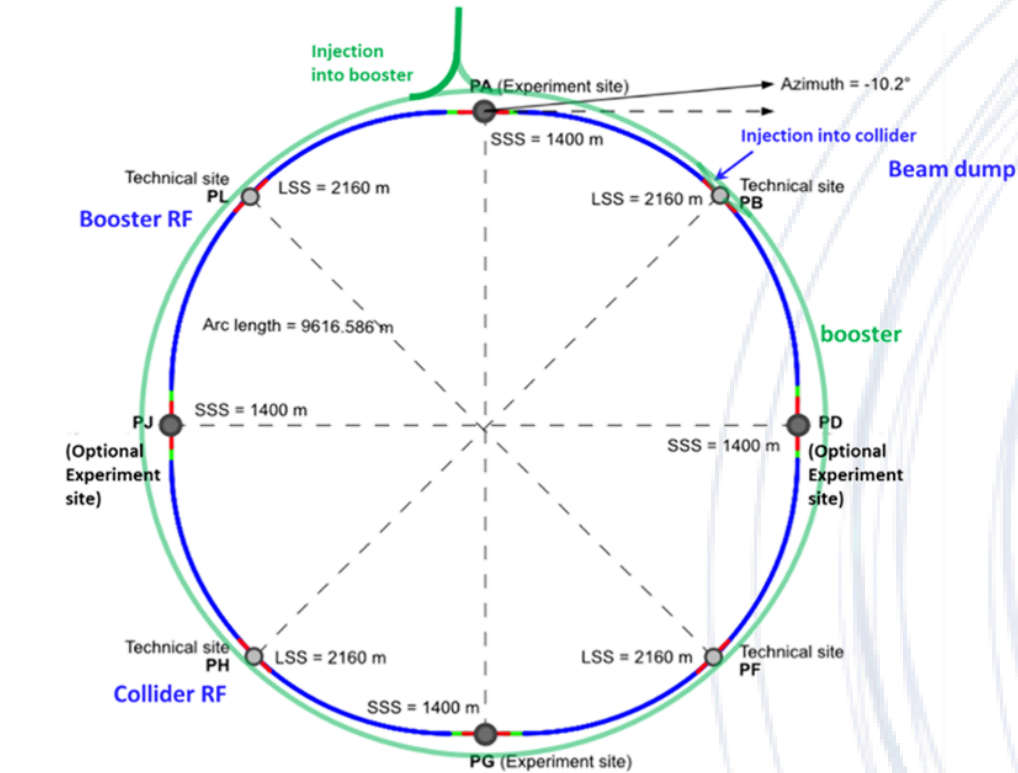 Injection
into booster
PA (Experiment site)
Azimuth = -10.2°
SSS = 1400 m
Injection into collider
Beam dump
Technical site
PL
LSS = 2160 m
Booster RF
LSS = 2160 m
Technical site
PB
Arc length = 9616.586 m
booster
PJ
SSS = 1400 m
(Optional
Experiment
site)
SSS = 1400 m
PD
(Optional
Experiment
site)
Technical site
PH
LSS = 2160 m
Collider RF
LSS = 2160 m
Technical site
PF
SSS = 1400 m
PG (Experiment site)